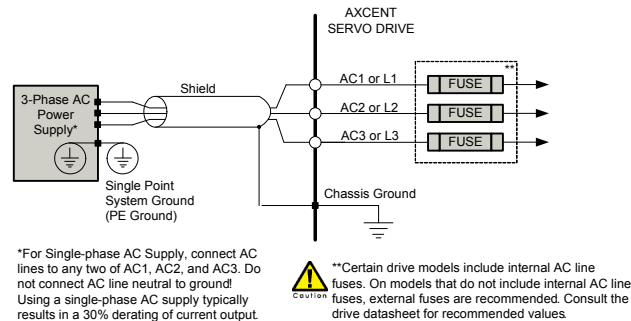 AXCENT
SERVO DRIVE
**
3-Phase AC
Power
Supply*
Shield
AC1 or L1
FUSE
AC2 or L2
FUSE
AC3 or L3
FUSE
Single Point
System Ground
(PE Ground)
Chassis Ground
*For Single-phase AC Supply, connect AC
lines to any two of AC1, AC2, and AC3. Do
not connect AC line neutral to ground!
Using a single-phase AC supply typically
results in a 30% derating of current output.
Caution
**Certain drive models include internal AC line
fuses. On models that do not include internal AC line
fuses, external fuses are recommended. Consult the
drive datasheet for recommended values.